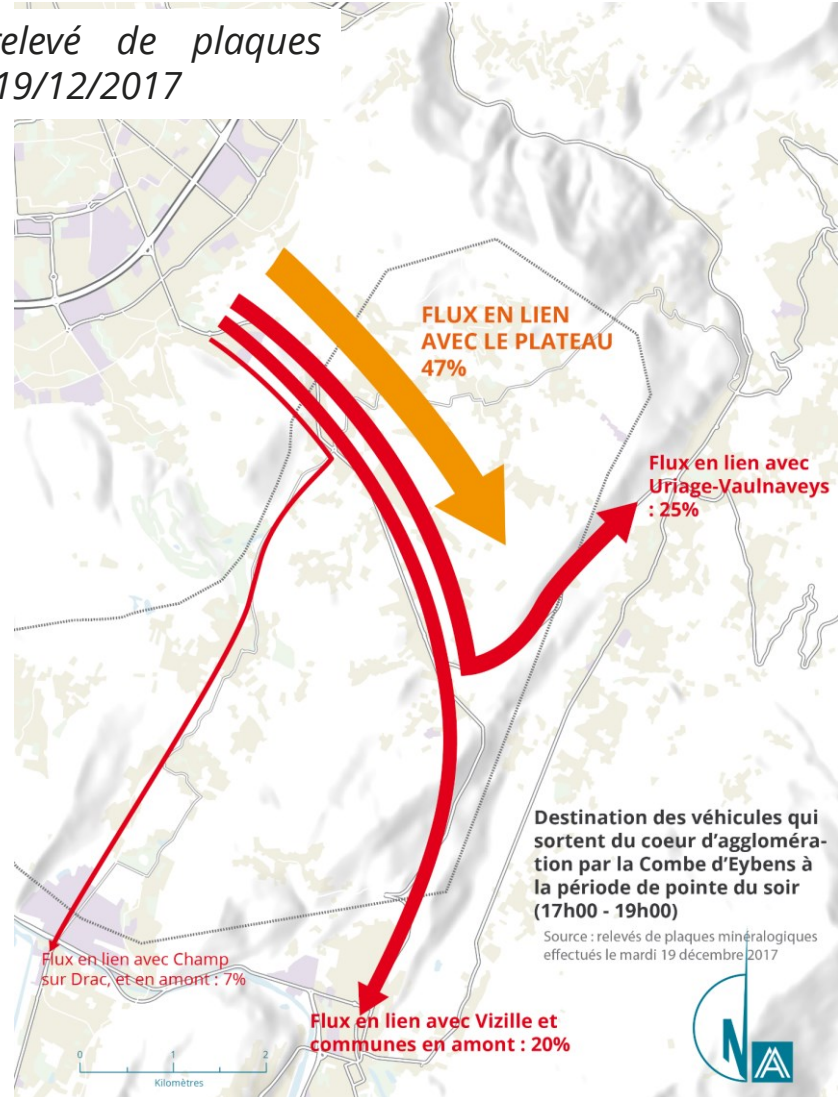 relevé de plaques
19/12/2017
FLUX EN LIEN
AVEC LE PLATEAU
47%
Flux en lien avec
Uriage-Vaulnaveys
: 25%
Destination des véhicules qui
sortent du coeur d'aggloméra-
tion par la Combe d'Eybens à
la période de pointe du soir
(17h00 - 19h00)
Source : relevés de plaques minéralogiques
effectués le mardi 19 décembre 2017
Flux en lien avec Champ
sur Drac, et en amont : 7%
Flux en lien avec Vizille et
communes en amont : 20%
0 1 2
Kilomètres
N